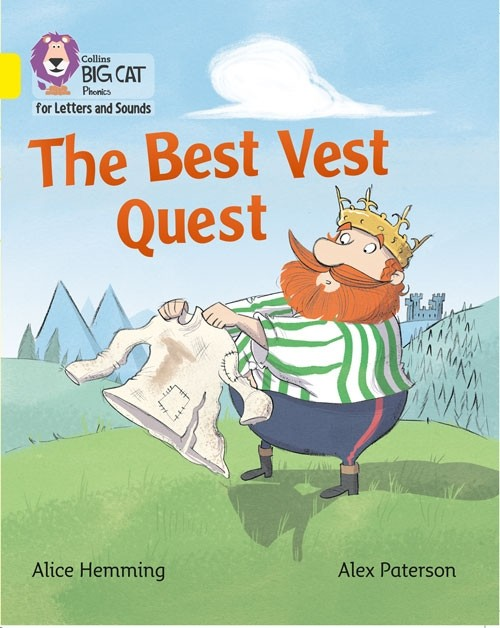 Collins
BIG CAT
Phonics
for Letters and Sounds
The Best Vest
Quest
Alice Hemming
Alex Paterson